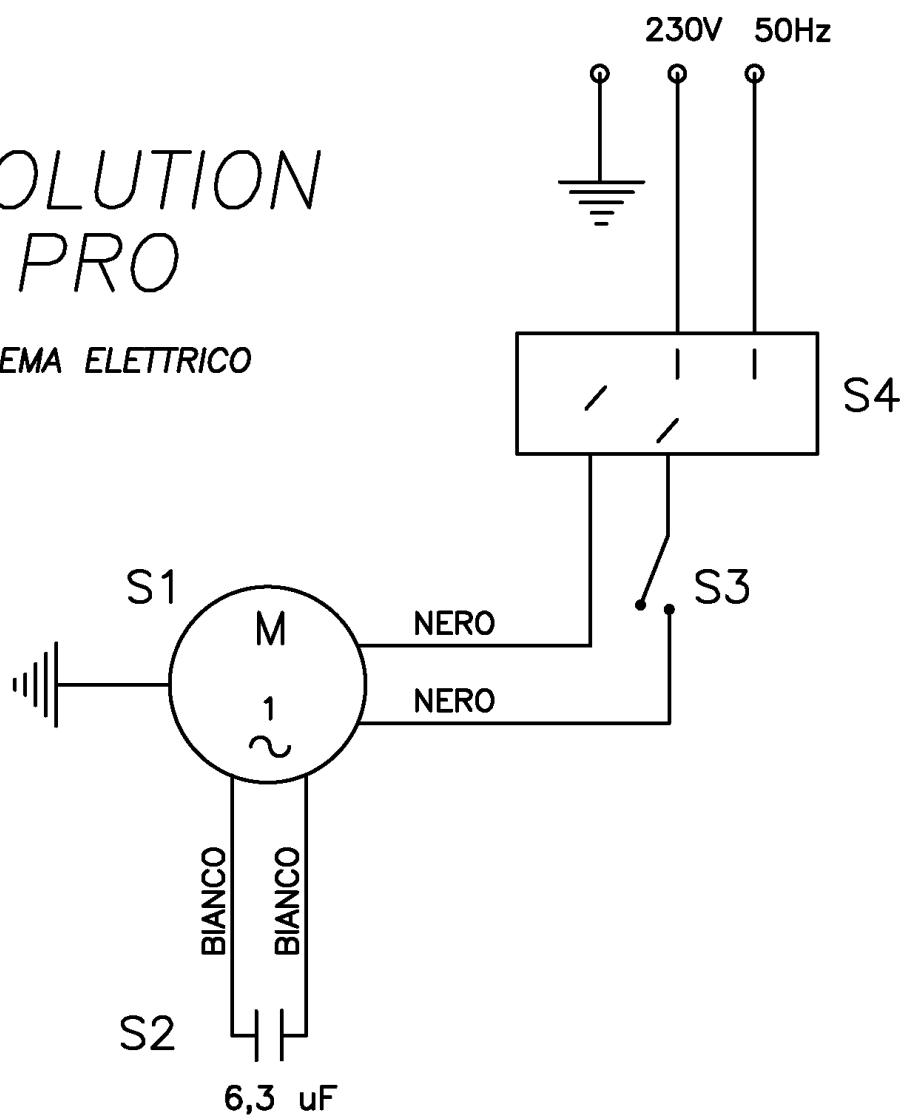 230V 50Hz
OLUTION
PRO
EMA ELETTRICO
S4
S1
S3
M
NERO
1
NERO
BIANCO
BIANCO
S2
6,3 uF